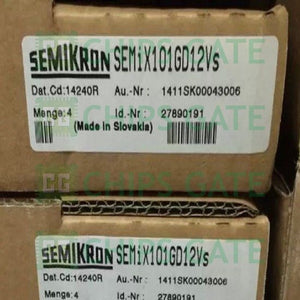 SEMIKRON SEMiX101GD12Vs
Dat.Cd:14240R Au.-Nr : 1411SK00043006
Menge:4 Id.-Nr : 27890191
(Made in Slovakia)
CHIPS GATE
SEMIKRON SEMiX101GD12Vs
Dat.Cd:14240R Au.-Nr : 1411SK00043006
Menge:4 Id.-Nr : 27890191